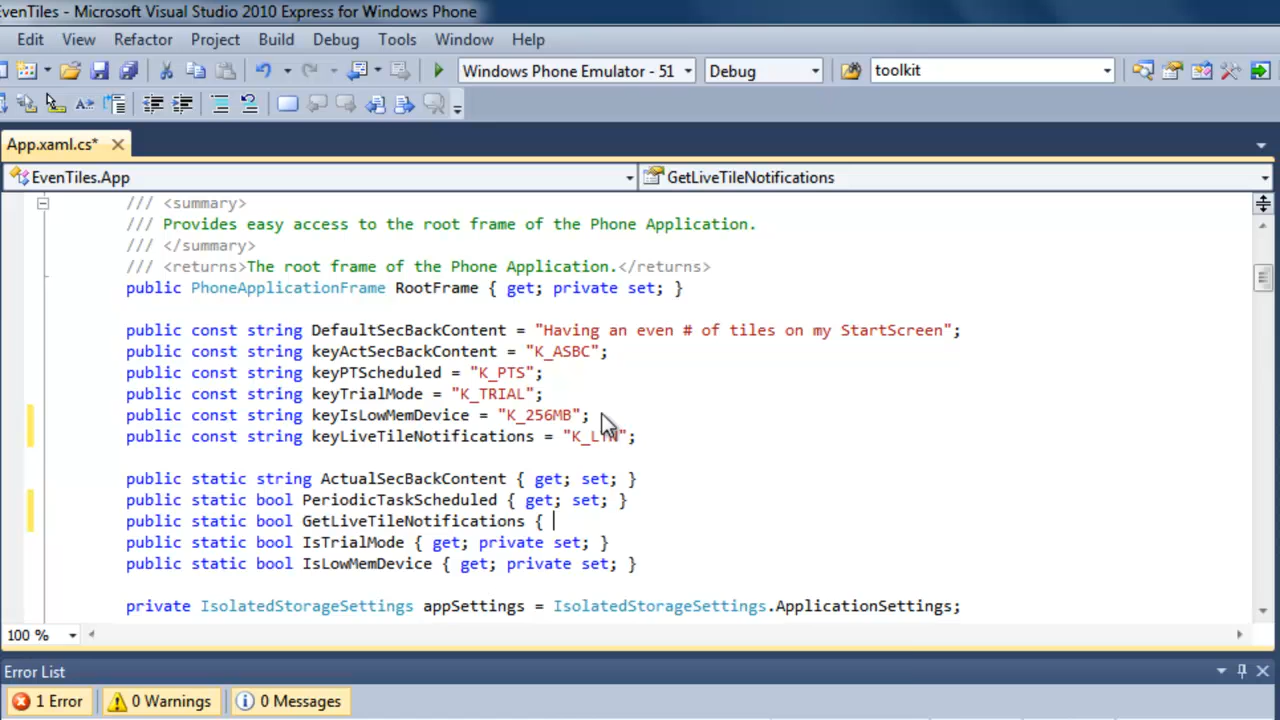 EvenTiles - Microsoft Visual Studio 2010 Express for Windows Phone
Edit View Refactor Project Build Debug Tools Window Help
Windows Phone Emulator - 51 Debug toolkit
App.xaml.cs*
EvenTiles.App GetLiveTileNotifications
/// <summary>
/// Provides easy access to the root frame of the Phone Application.
/// </summary>
/// <returns>The root frame of the Phone Application.</returns>
public PhoneApplicationFrame RootFrame { get; private set; }
public const string DefaultSecBackContent = "Having an even # of tiles on my StartScreen";
public const string keyActSecBackContent = "K_ASBC";
public const string keyPTScheduled = "K_PTS";
public const string keyTrialMode = "K_TRIAL";
public const string keyIsLowMemDevice = "K_256MB";
public const string keyLiveTileNotifications =
public static string ActualSecBackContent { get; set; }
public static bool PeriodicTaskScheduled { get; set; }
public static bool GetLiveTileNotifications {
public static bool IsTrialMode { get; private set; }
public static bool IsLowMemDevice { get; private set; }
private IsolatedStorageSettings appSettings = IsolatedStorageSettings.ApplicationSettings;
100 %
Error List
1 Error 0 Warnings 0 Messages